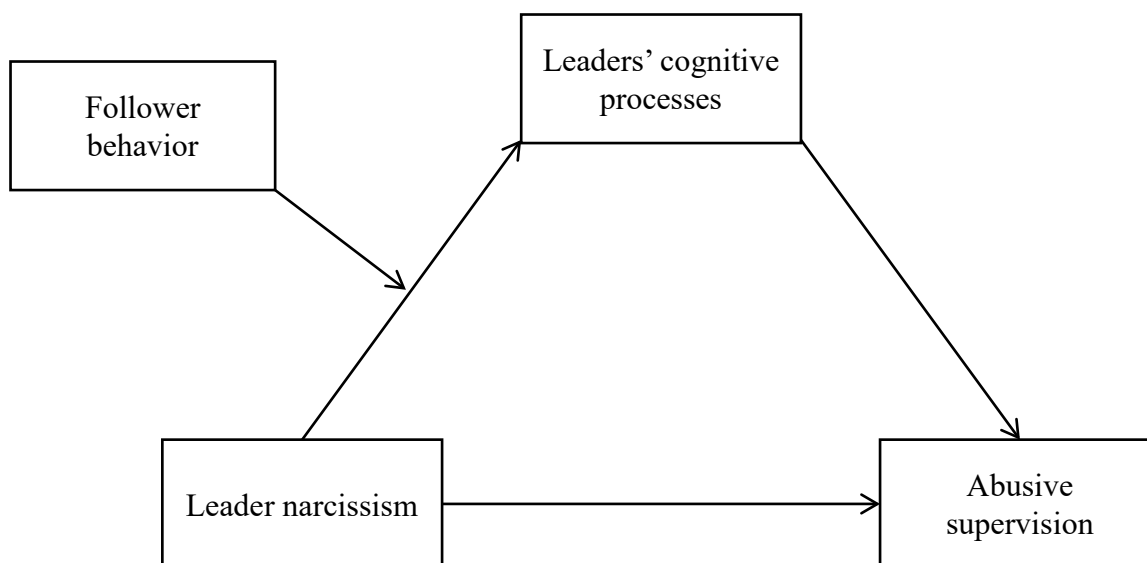 Leaders’ cognitive
processes
Follower
behavior
Leader narcissism
Abusive
supervision